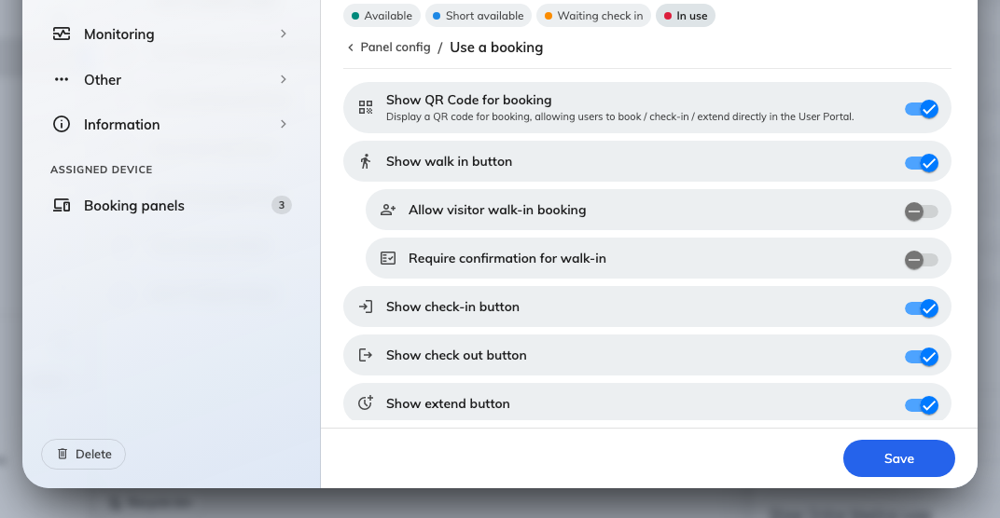 Monitoring
Other
Information
ASSIGNED DEVICE
Booking panels 3
Delete
Available Short available Waiting check in In use
Panel config / Use a booking
Show QR Code for booking
Display a QR code for booking, allowing users to book / check-in / extend directly in the User Portal.
Show walk in button
Allow visitor walk-in booking
Require confirmation for walk-in
Show check-in button
Show check out button
Show extend button
Save